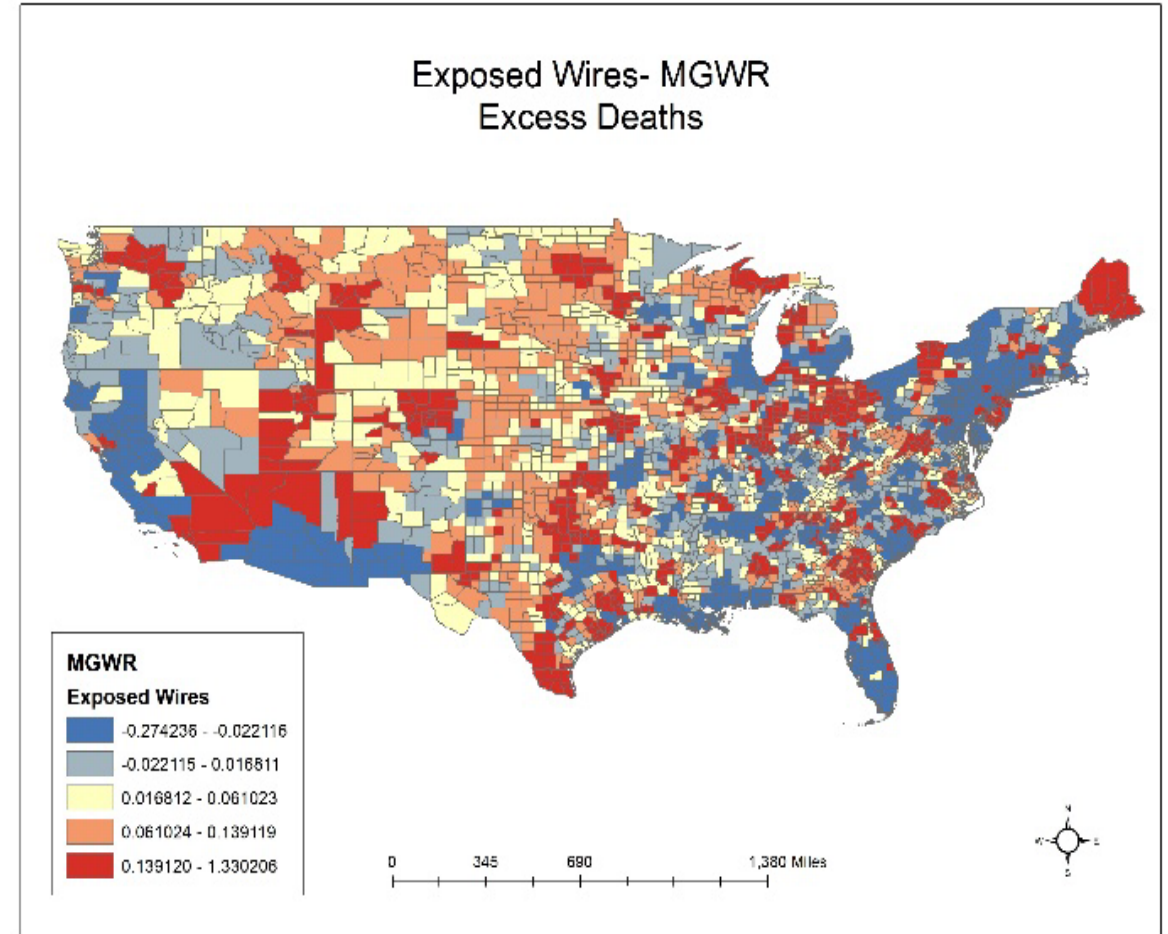 Exposed Wires- MGWR
Excess Deaths
MGWR
Exposed Wires
-0.274236 - -0.022116
-0.022115 - 0.016811
0.016812 - 0.061023
0.061024 - 0.139119
0.139120 - 1.330206
0 345 690 1,380 Miles
N
W E
S